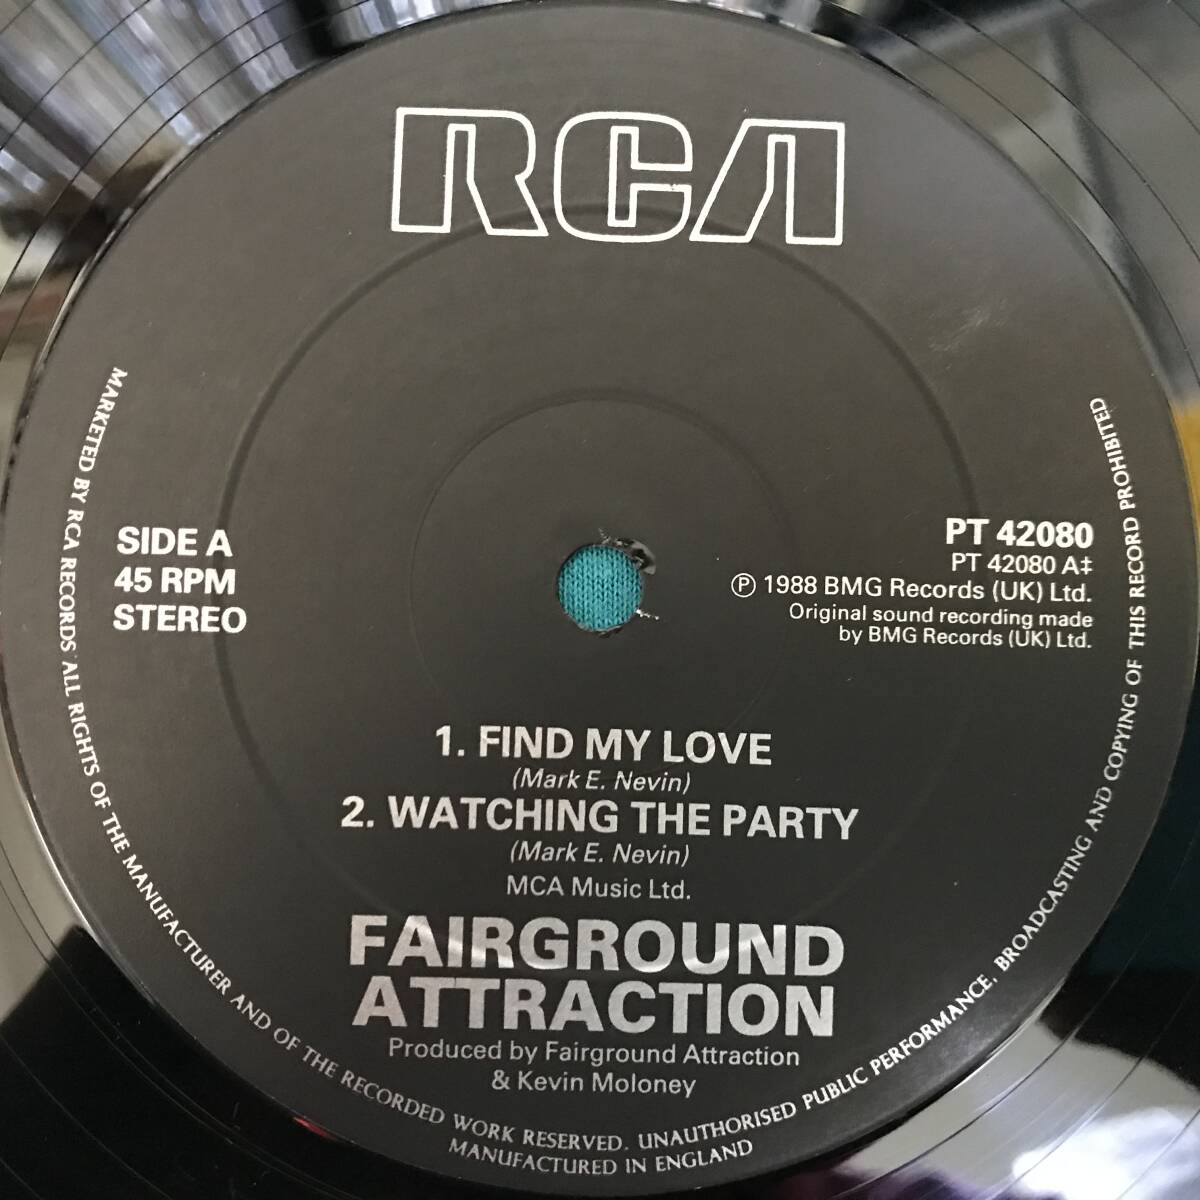 RCA
SIDE A
45 RPM
STEREO
PT 42080
PT 42080 A‡
Ⓟ 1988 BMG Records (UK) Ltd.
Original sound recording made
by BMG Records (UK) Ltd.
1. FIND MY LOVE
(Mark E. Nevin)
2. WATCHING THE PARTY
(Mark E. Nevin)
MCA Music Ltd.
FAIRGROUND
ATTRACTION
Produced by Fairground Attraction
& Kevin Moloney
MARKETED BY RCA RECORDS ALL RIGHTS OF THE MANUFACTURER AND OF THE RECORDED WORK RESERVED. UNAUTHORISED PUBLIC PERFORMANCE, BROADCASTING AND COPYING OF THIS RECORD PROHIBITED
MANUFACTURED IN ENGLAND